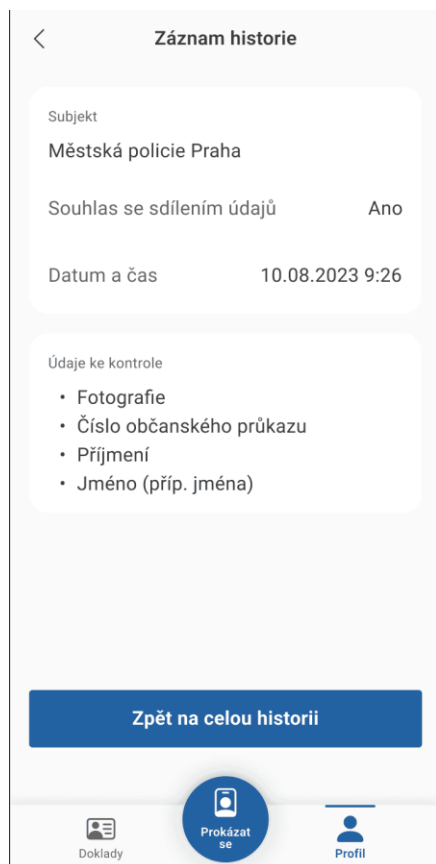 Záznam historie
Subjekt
Městská policie Praha
Souhlas se sdílením údajů Ano
Datum a čas 10.08.2023 9:26
Údaje ke kontrole
• Fotografie
• Číslo občanského průkazu
• Příjmení
• Jméno (příp. jména)
Zpět na celou historii
Doklady
Prokázat
se
Profil